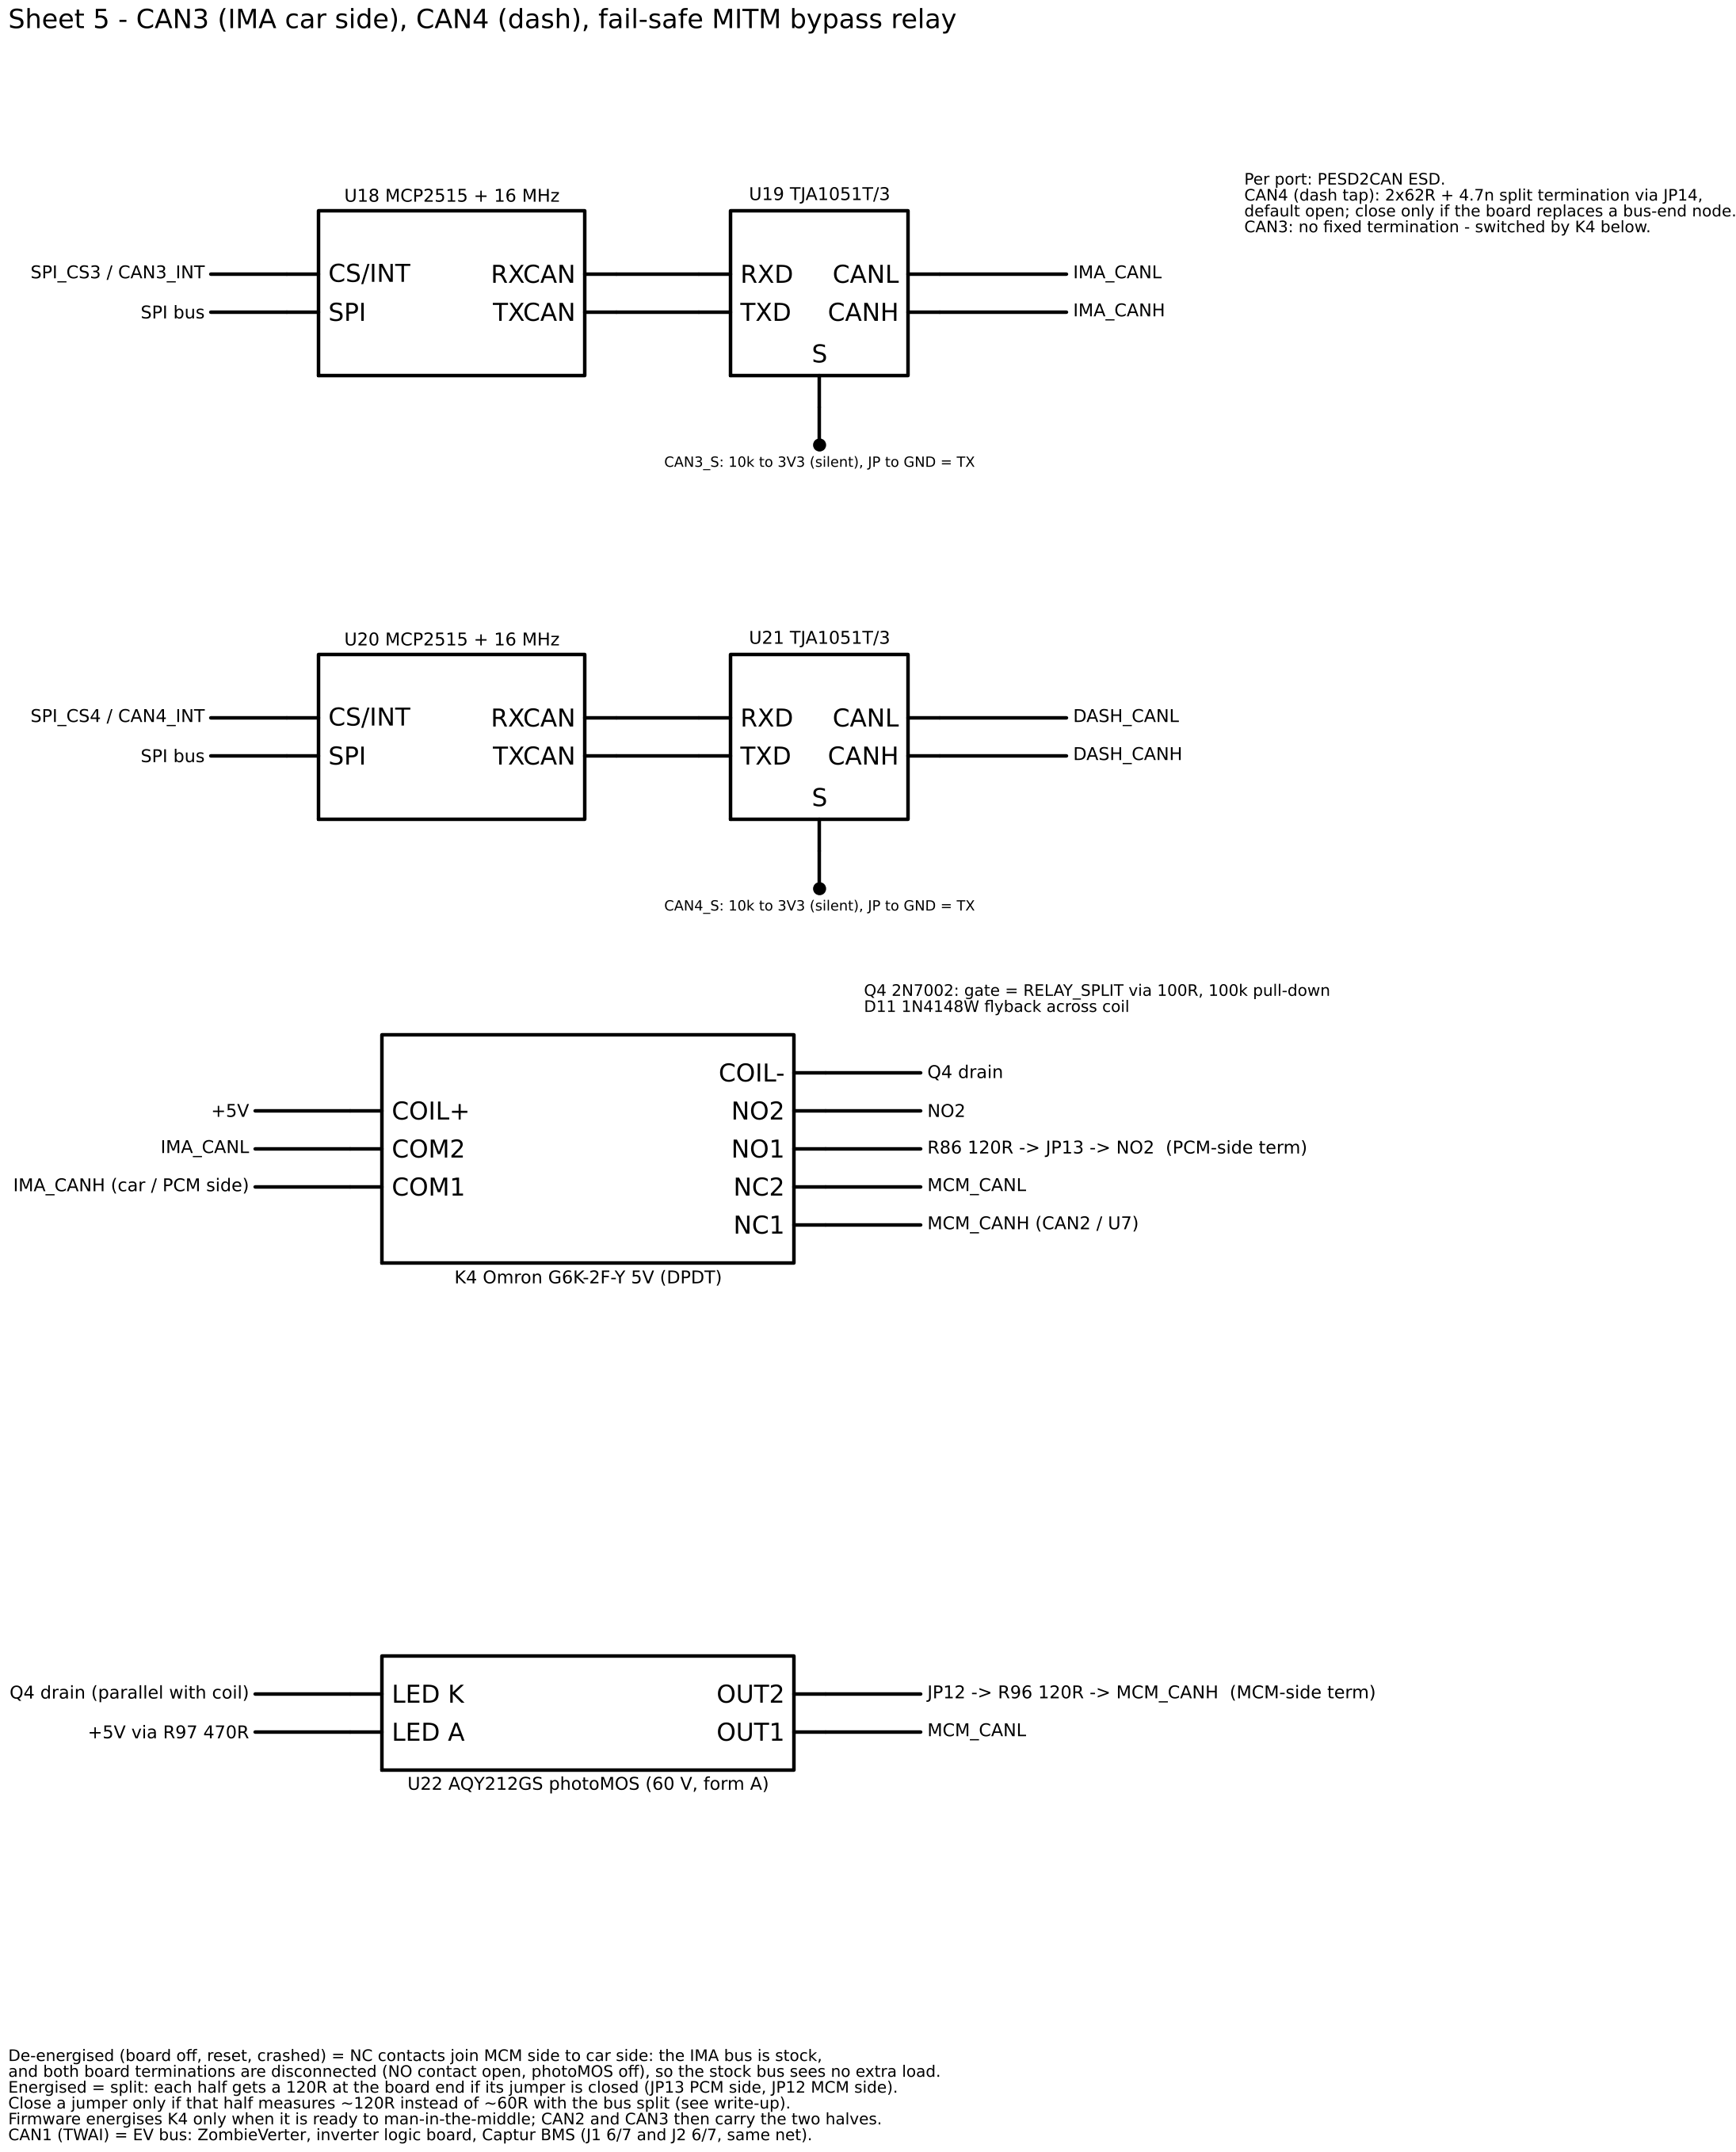 Sheet 5 - CAN3 (IMA car side), CAN4 (dash), fail-safe MITM bypass relay
Per port: PESD2CAN ESD.
CAN4 (dash tap): 2x62R + 4.7n split termination via JP14,
default open; close only if the board replaces a bus-end node.
CAN3: no fixed termination - switched by K4 below.
U18 MCP2515 + 16 MHz
U19 TJA1051T/3
SPI_CS3 / CAN3_INT
CS/INT
RXCAN
RXD
CANL
IMA_CANL
SPI bus
SPI
TXCAN
TXD
CANH
IMA_CANH
S
CAN3_S: 10k to 3V3 (silent), JP to GND = TX
U20 MCP2515 + 16 MHz
U21 TJA1051T/3
SPI_CS4 / CAN4_INT
CS/INT
RXCAN
RXD
CANL
DASH_CANL
SPI bus
SPI
TXCAN
TXD
CANH
DASH_CANH
S
CAN4_S: 10k to 3V3 (silent), JP to GND = TX
Q4 2N7002: gate = RELAY_SPLIT via 100R, 100k pull-down
D11 1N4148W flyback across coil
COIL-
Q4 drain
+5V
COIL+
NO2
NO2
IMA_CANL
COM2
NO1
R86 120R -> JP13 -> NO2  (PCM-side term)
IMA_CANH (car / PCM side)
COM1
NC2
MCM_CANL
NC1
MCM_CANH (CAN2 / U7)
K4 Omron G6K-2F-Y 5V (DPDT)
Q4 drain (parallel with coil)
LED K
OUT2
JP12 -> R96 120R -> MCM_CANH  (MCM-side term)
+5V via R97 470R
LED A
OUT1
MCM_CANL
U22 AQY212GS photoMOS (60 V, form A)
De-energised (board off, reset, crashed) = NC contacts join MCM side to car side: the IMA bus is stock,
and both board terminations are disconnected (NO contact open, photoMOS off), so the stock bus sees no extra load.
Energised = split: each half gets a 120R at the board end if its jumper is closed (JP13 PCM side, JP12 MCM side).
Close a jumper only if that half measures ~120R instead of ~60R with the bus split (see write-up).
Firmware energises K4 only when it is ready to man-in-the-middle; CAN2 and CAN3 then carry the two halves.
CAN1 (TWAI) = EV bus: ZombieVerter, inverter logic board, Captur BMS (J1 6/7 and J2 6/7, same net).